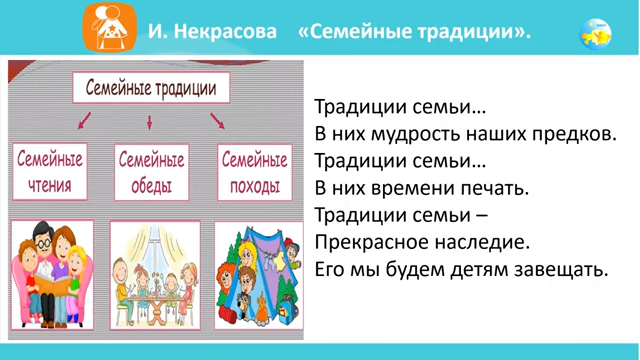 И. Некрасова «Семейные традиции».
Семейные традиции
Семейные
чтения
Семейные
обеды
Семейные
походы
Традиции семьи...
В них мудрость наших предков.
Традиции семьи...
В них времени печать.
Традиции семьи –
Прекрасное наследие.
Его мы будем детям завещать.